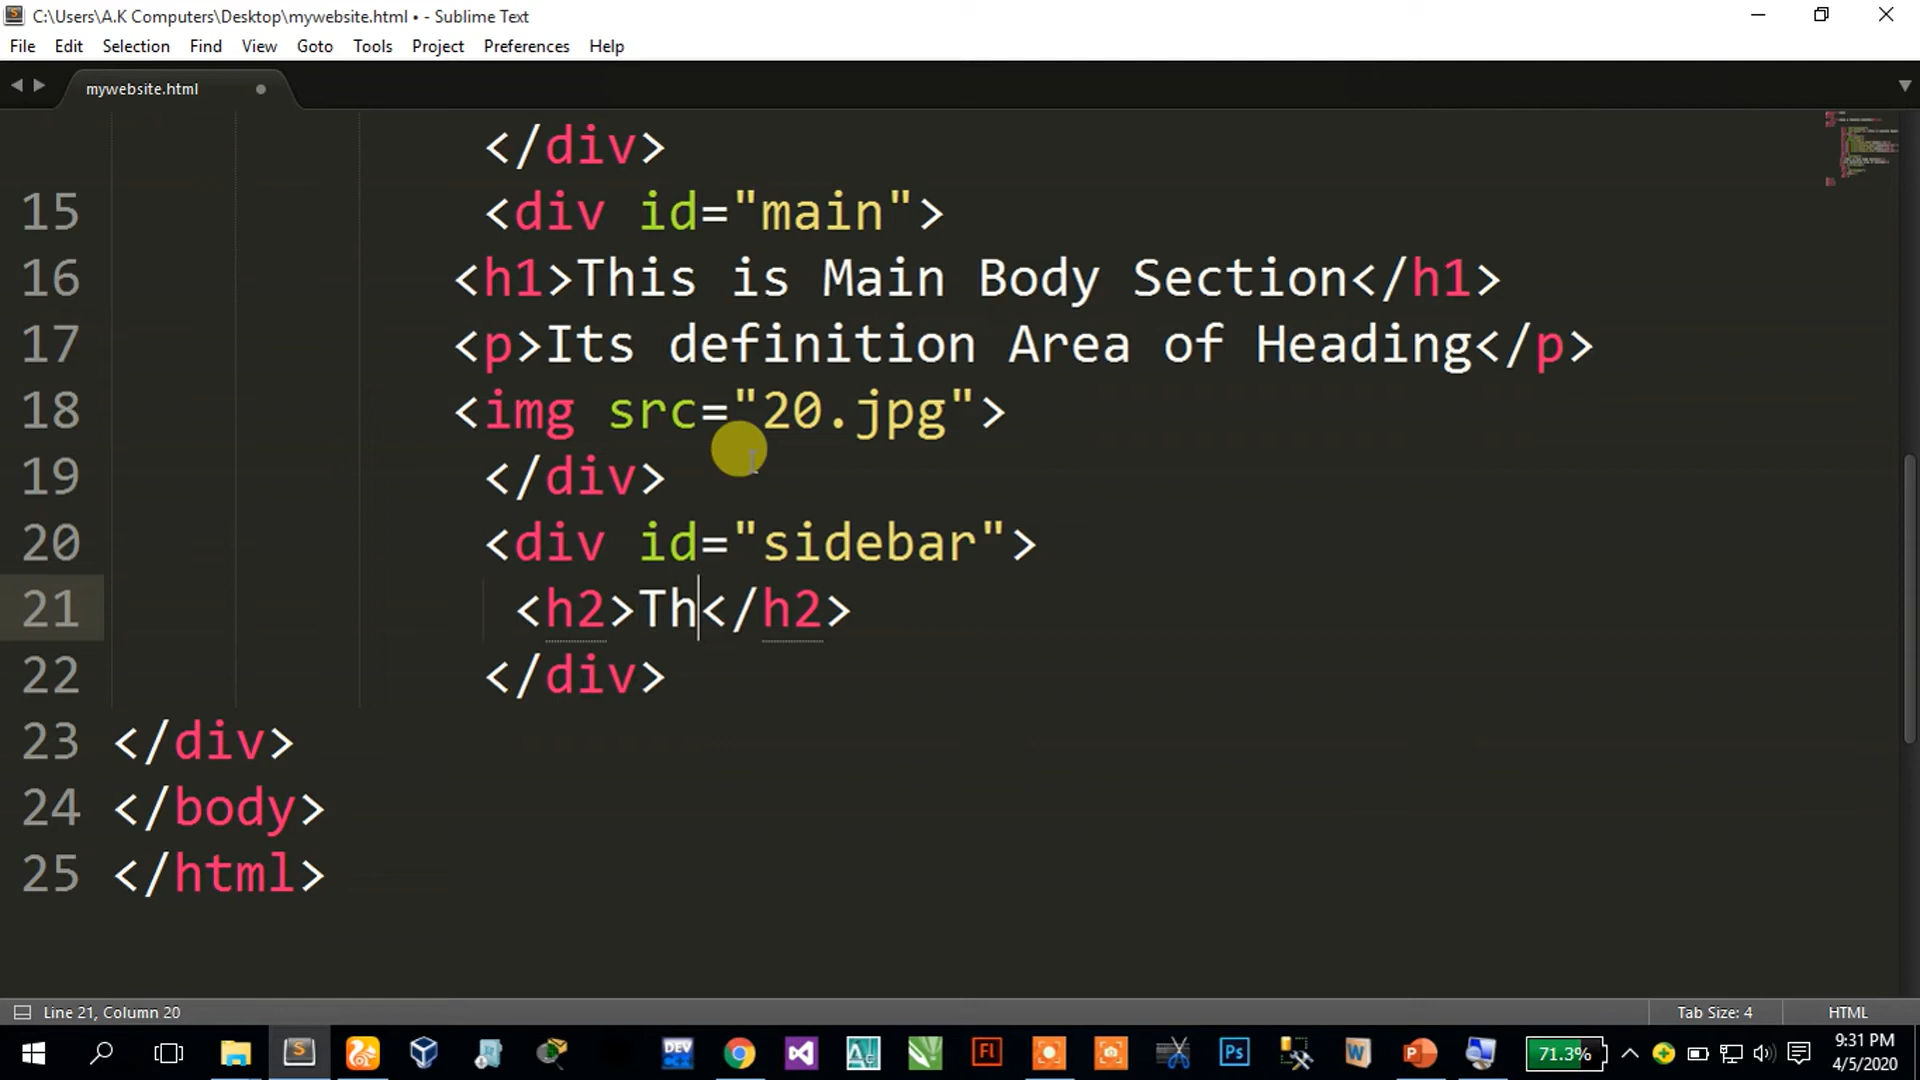 C:\Users\A.K Computers\Desktop\mywebsite.html • - Sublime Text
File Edit Selection Find View Goto Tools Project Preferences Help
mywebsite.html
</div>
15 <div id="main">
16 <h1>This is Main Body Section</h1>
17 <p>Its definition Area of Heading</p>
18 <img src="20.jpg">
19 </div>
20 <div id="sidebar">
21 <h2>Th</h2>
22 </div>
23 </div>
24 </body>
25 </html>
Line 21, Column 20 Tab Size: 4 HTML
DEV Fl Ps 71.3% 9:31 PM
4/5/2020